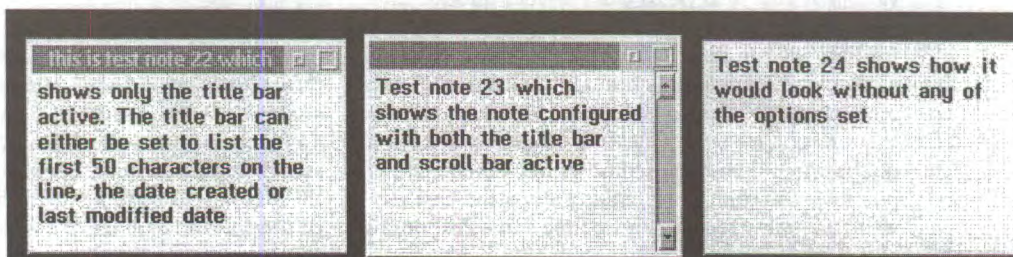 this is test note 22 which
shows only the title bar
active. The title bar can
either be set to list the
first 50 characters on the
line, the date created or
last modified date
Test note 23 which
shows the note configured
with both the title bar
and scroll bar active
Test note 24 shows how it
would look without any of
the options set